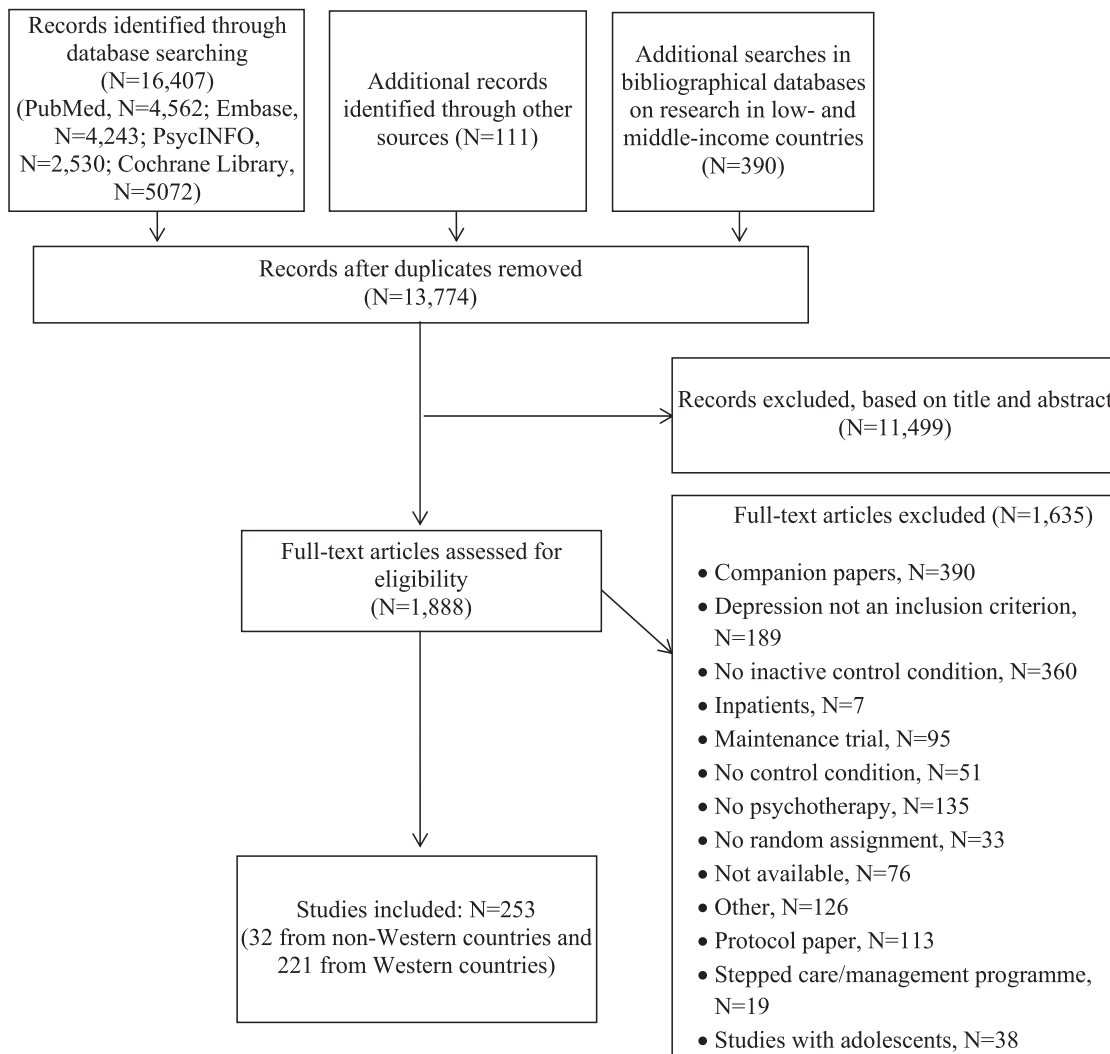 Records identified through
database searching
(N=16,407)
(PubMed, N=4,562; Embase,
N=4,243; PsycINFO,
N=2,530; Cochrane Library,
N=5072)
Additional records
identified through other
sources (N=111)
Additional searches in
bibliographical databases
on research in low- and
middle-income countries
(N=390)
Records after duplicates removed
(N=13,774)
Records excluded, based on title and abstract
(N=11,499)
Full-text articles assessed for
eligibility
(N=1,888)
Full-text articles excluded (N=1,635)
• Companion papers, N=390
• Depression not an inclusion criterion,
N=189
• No inactive control condition, N=360
• Inpatients, N=7
• Maintenance trial, N=95
• No control condition, N=51
• No psychotherapy, N=135
• No random assignment, N=33
• Not available, N=76
• Other, N=126
• Protocol paper, N=113
• Stepped care/management programme,
N=19
• Studies with adolescents, N=38
Studies included: N=253
(32 from non-Western countries and
221 from Western countries)